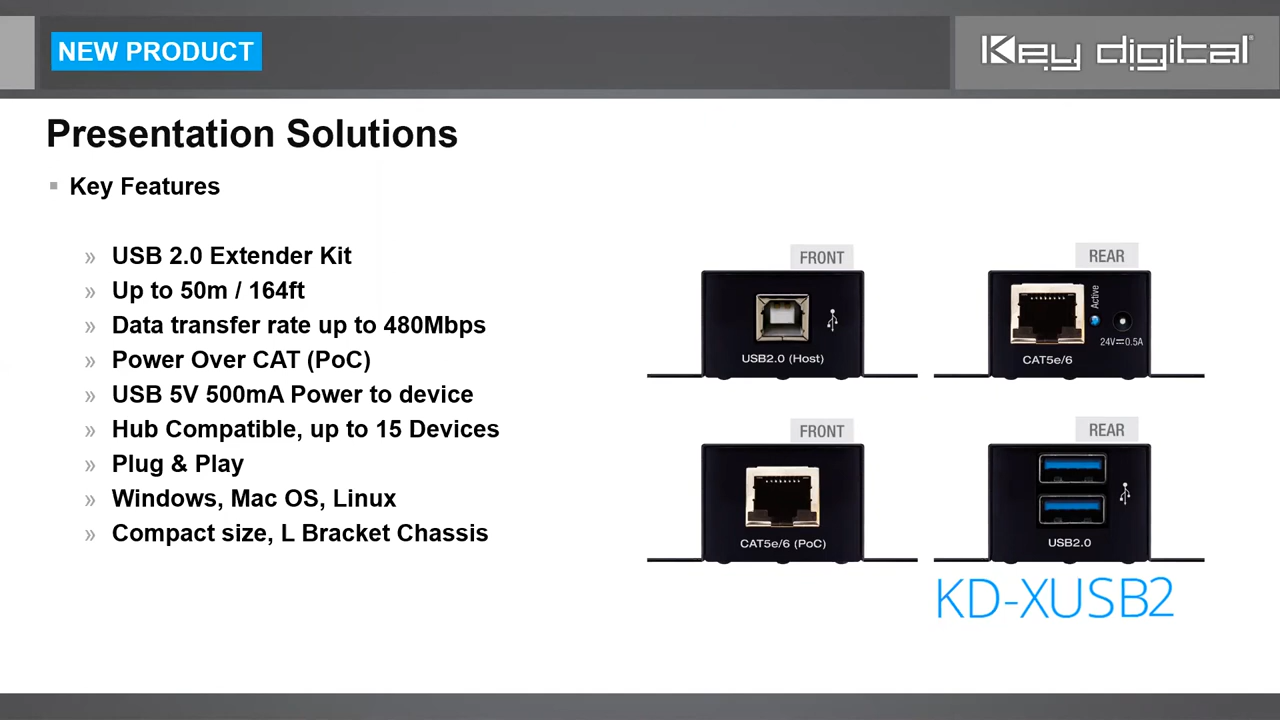 NEW PRODUCT
Key digital®
Presentation Solutions
Key Features
» USB 2.0 Extender Kit
» Up to 50m / 164ft
» Data transfer rate up to 480Mbps
» Power Over CAT (PoC)
» USB 5V 500mA Power to device
» Hub Compatible, up to 15 Devices
» Plug & Play
» Windows, Mac OS, Linux
» Compact size, L Bracket Chassis
FRONT
USB2.0 (Host)
REAR
Active
24V⎓0.5A
CAT5e/6
FRONT
CAT5e/6 (PoC)
REAR
USB2.0
KD-XUSB2